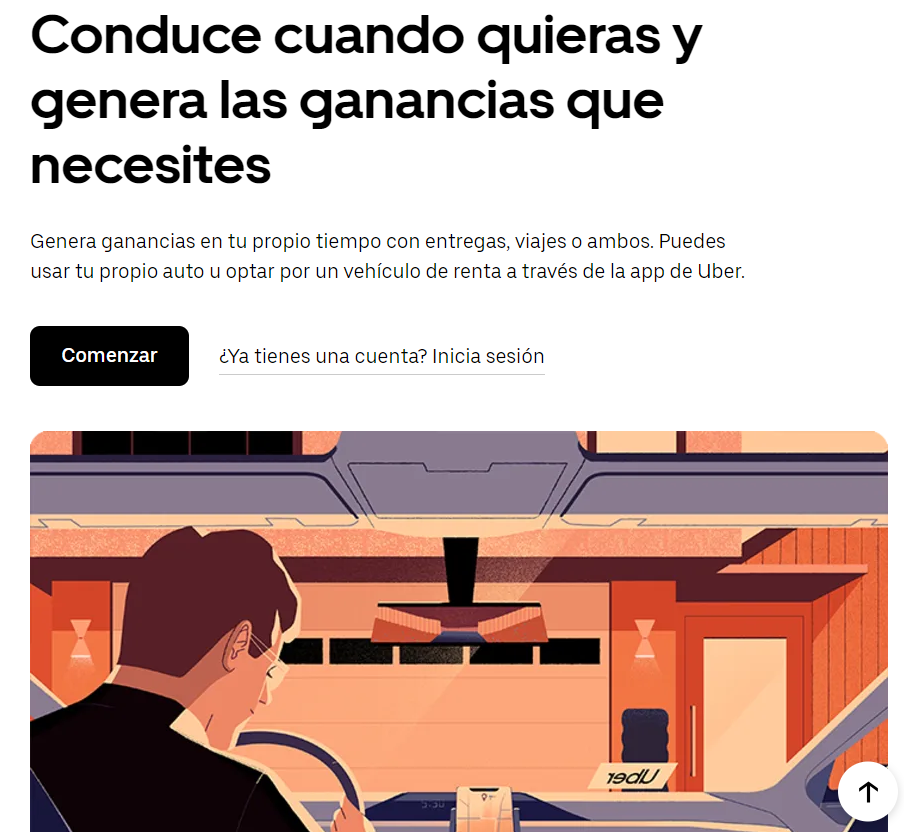 Conduce cuando quieras y
genera las ganancias que
necesites
Genera ganancias en tu propio tiempo con entregas, viajes o ambos. Puedes
usar tu propio auto u optar por un vehículo de renta a través de la app de Uber.
Comenzar
¿Ya tienes una cuenta? Inicia sesión
Uber